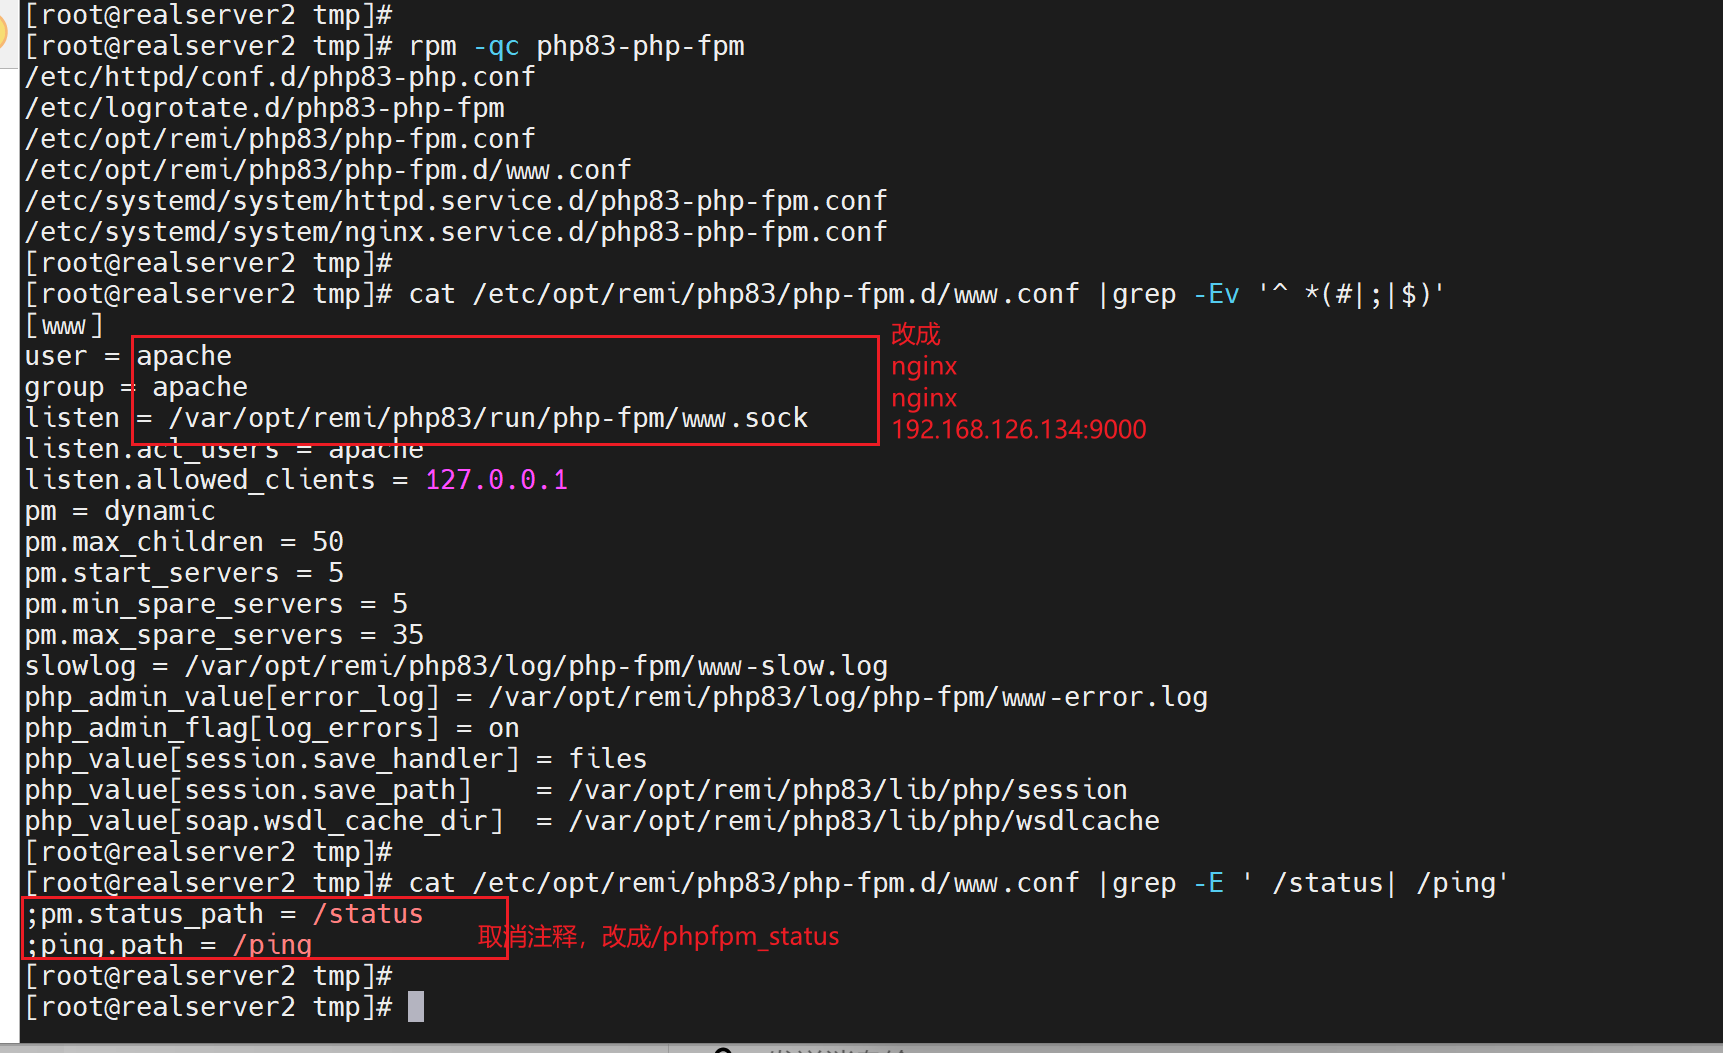 [root@realserver2 tmp]#
[root@realserver2 tmp]# rpm -qc php83-php-fpm
/etc/httpd/conf.d/php83-php.conf
/etc/logrotate.d/php83-php-fpm
/etc/opt/remi/php83/php-fpm.conf
/etc/opt/remi/php83/php-fpm.d/www.conf
/etc/systemd/system/httpd.service.d/php83-php-fpm.conf
/etc/systemd/system/nginx.service.d/php83-php-fpm.conf
[root@realserver2 tmp]#
[root@realserver2 tmp]# cat /etc/opt/remi/php83/php-fpm.d/www.conf |grep -Ev '^ *(#|;|$)'
[www]
user = apache
group = apache
listen = /var/opt/remi/php83/run/php-fpm/www.sock
改成
nginx
nginx
192.168.126.134:9000
listen.acl_users = apache
listen.allowed_clients = 127.0.0.1
pm = dynamic
pm.max_children = 50
pm.start_servers = 5
pm.min_spare_servers = 5
pm.max_spare_servers = 35
slowlog = /var/opt/remi/php83/log/php-fpm/www-slow.log
php_admin_value[error_log] = /var/opt/remi/php83/log/php-fpm/www-error.log
php_admin_flag[log_errors] = on
php_value[session.save_handler] = files
php_value[session.save_path]    = /var/opt/remi/php83/lib/php/session
php_value[soap.wsdl_cache_dir]  = /var/opt/remi/php83/lib/php/wsdlcache
[root@realserver2 tmp]#
[root@realserver2 tmp]# cat /etc/opt/remi/php83/php-fpm.d/www.conf |grep -E ' /status| /ping'
;pm.status_path = /status
;ping.path = /ping
取消注释，改成/phpfpm_status
[root@realserver2 tmp]#
[root@realserver2 tmp]#